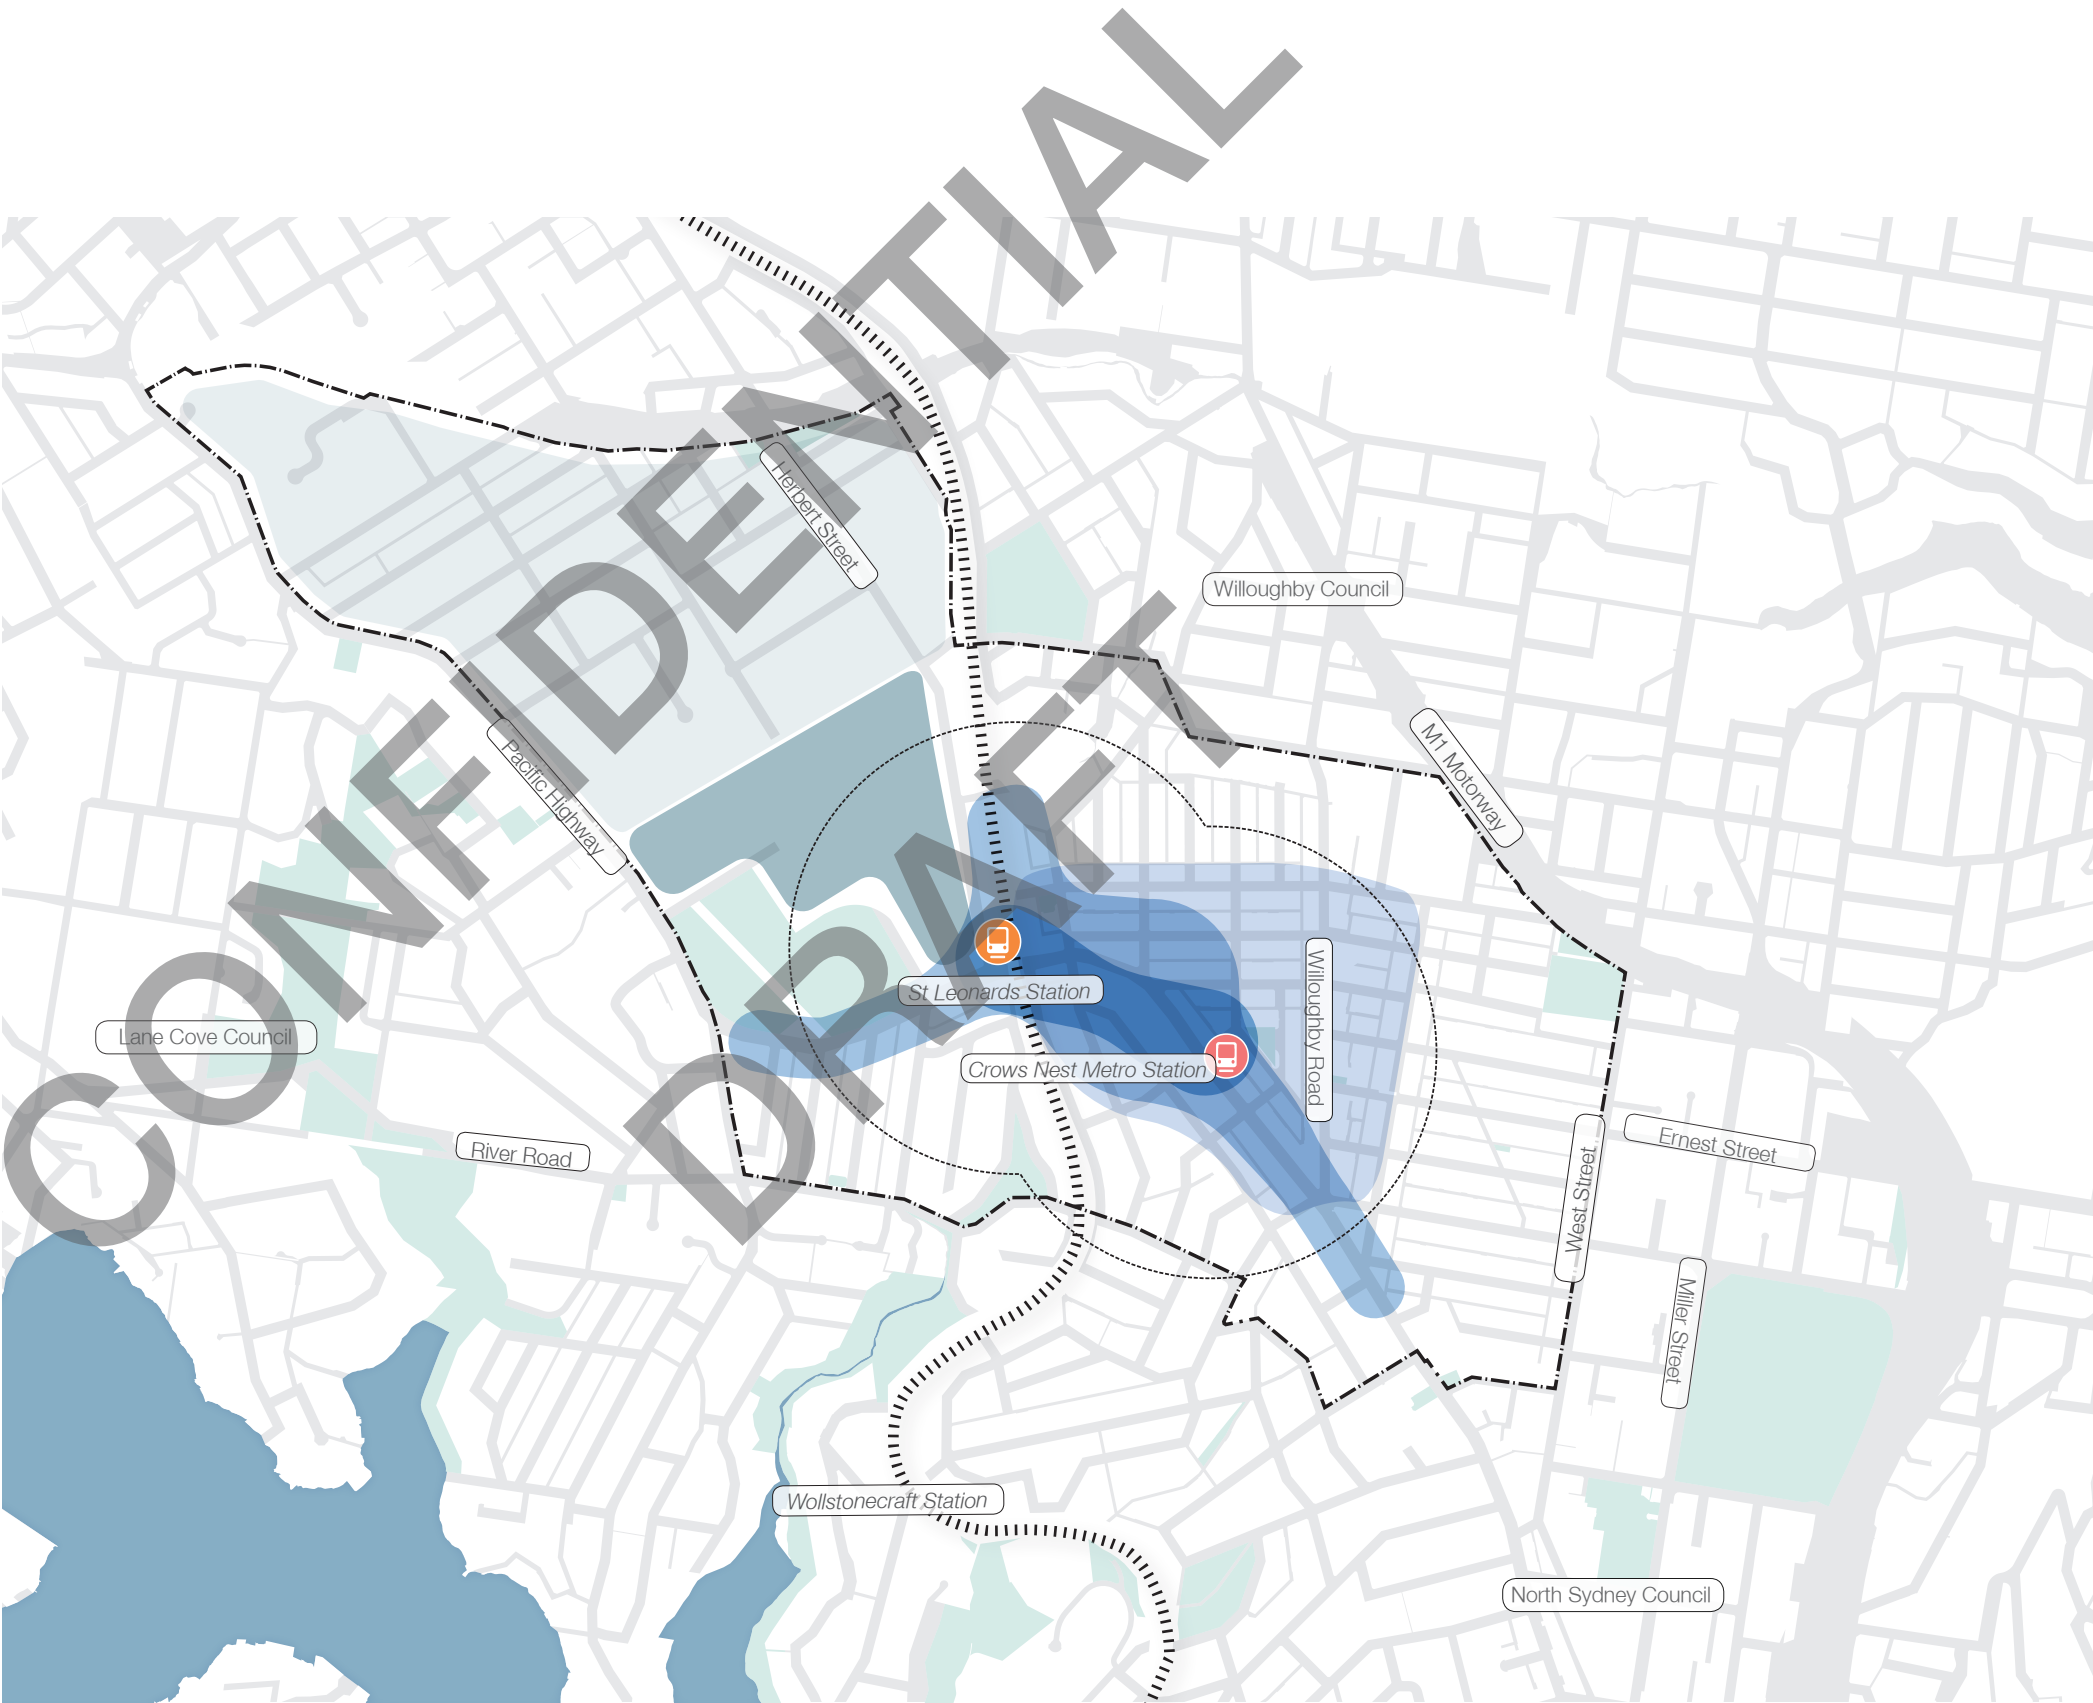 CONFIDENTIAL
DRAFT
Herbert Street
Willoughby Council
Pacific Highway
M1 Motorway
St Leonards Station
Willoughby Road
Lane Cove Council
Crows Nest Metro Station
River Road
Ernest Street
West Street
Miller Street
Wollstonecraft Station
North Sydney Council